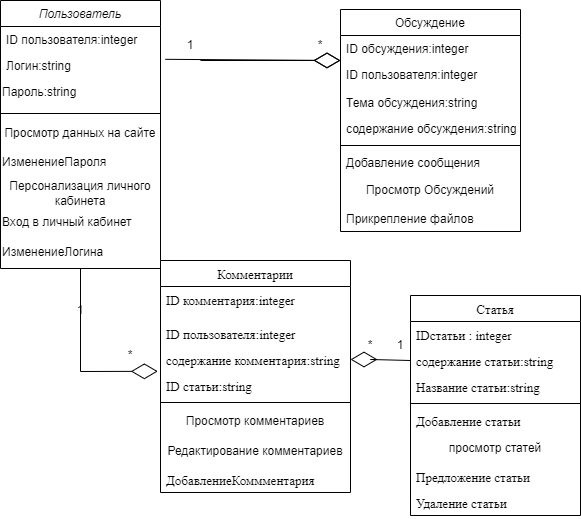 Пользователь
ID пользователя:integer
Логин:string
Пароль:string
Просмотр данных на сайте
ИзменениеПароля
Персонализация личного
кабинета
Вход в личный кабинет
ИзменениеЛогина
1
*
Обсуждение
ID обсуждения:integer
ID пользователя:integer
Тема обсуждения:string
содержание обсуждения:string
Добавление сообщения
Просмотр Обсуждений
Прикрепление файлов
1
*
Комментарии
ID комментария:integer
ID пользователя:integer
содержание комментария:string
ID статьи:string
Просмотр комментариев
Редактирование комментариев
ДобавлениеКоммментария
*
1
Статья
IDстатьи : integer
содержание статьи:string
Название статьи:string
Добавление статьи
просмотр статей
Предложение статьи
Удаление статьи